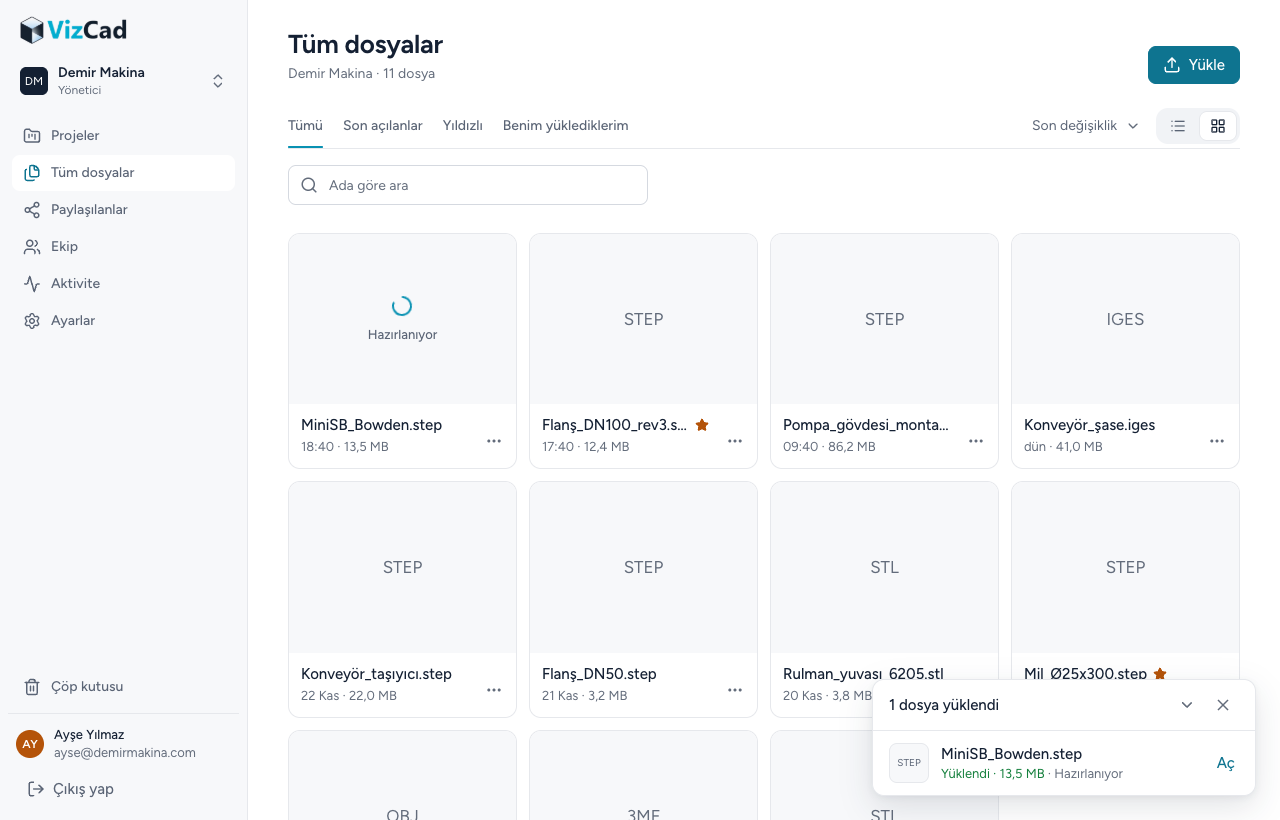 VizCad
DM
Demir Makina
Yönetici
Projeler
Tüm dosyalar
Paylaşılanlar
Ekip
Aktivite
Ayarlar
Çöp kutusu
AY
Ayşe Yılmaz
ayse@demirmakina.com
Çıkış yap
Tüm dosyalar
Demir Makina · 11 dosya
Yükle
Tümü
Son açılanlar
Yıldızlı
Benim yüklediklerim
Son değişiklik
Ada göre ara
Hazırlanıyor
MiniSB_Bowden.step
18:40 · 13,5 MB
STEP
Flanş_DN100_rev3.s...
17:40 · 12,4 MB
STEP
Pompa_gövdesi_monta...
09:40 · 86,2 MB
IGES
Konveyör_şase.iges
dün · 41,0 MB
STEP
Konveyör_taşıyıcı.step
22 Kas · 22,0 MB
STEP
Flanş_DN50.step
21 Kas · 3,2 MB
STL
Rulman_yuvası_6205.stl
20 Kas · 3,8 MB
STEP
Mil_Ø25x300.step
OBJ
3MF
STL
1 dosya yüklendi
STEP
MiniSB_Bowden.step
Yüklendi · 13,5 MB · Hazırlanıyor
Aç